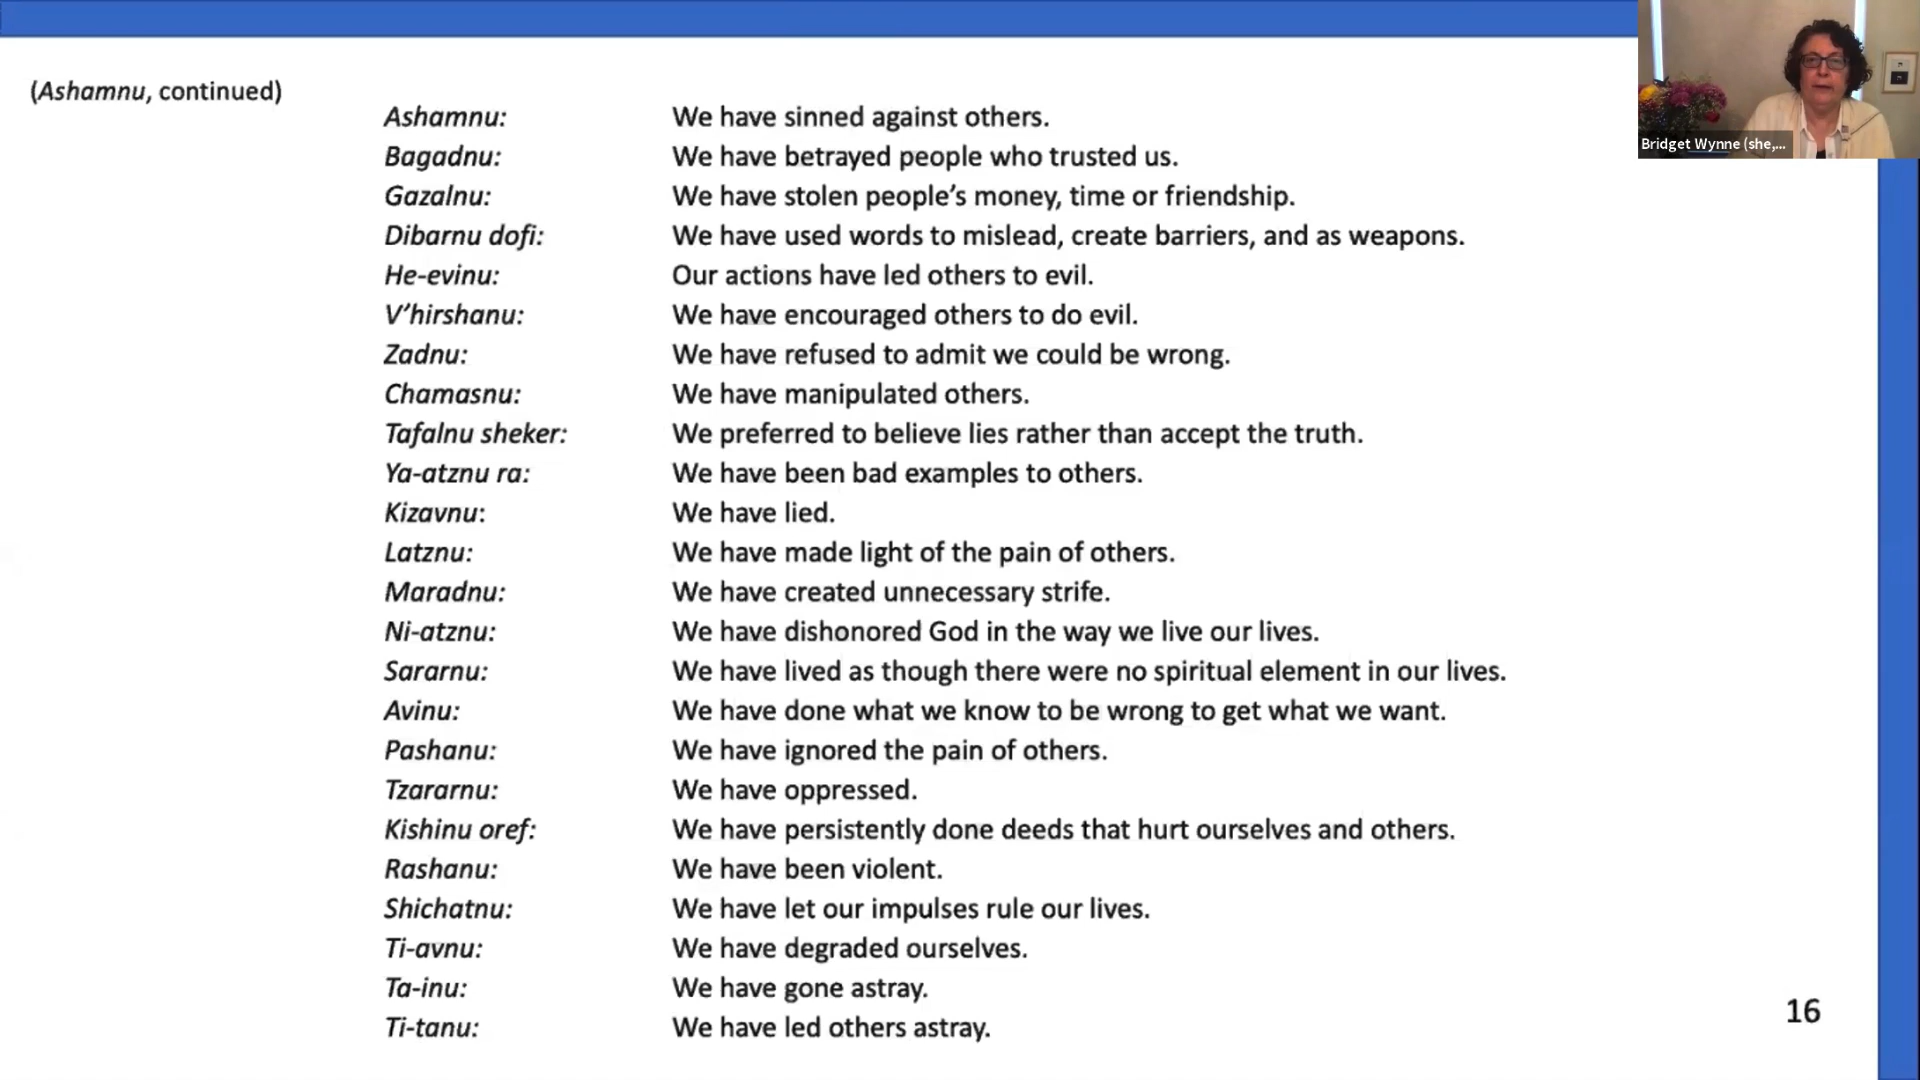 (Ashamnu, continued)
Ashamnu: We have sinned against others.
Bagadnu: We have betrayed people who trusted us.
Gazalnu: We have stolen people’s money, time or friendship.
Dibarnu dofi: We have used words to mislead, create barriers, and as weapons.
He-evinu: Our actions have led others to evil.
V’hirshanu: We have encouraged others to do evil.
Zadnu: We have refused to admit we could be wrong.
Chamasnu: We have manipulated others.
Tafalnu sheker: We preferred to believe lies rather than accept the truth.
Ya-atznu ra: We have been bad examples to others.
Kizavnu: We have lied.
Latznu: We have made light of the pain of others.
Maradnu: We have created unnecessary strife.
Ni-atznu: We have dishonored God in the way we live our lives.
Sararnu: We have lived as though there were no spiritual element in our lives.
Avinu: We have done what we know to be wrong to get what we want.
Pashanu: We have ignored the pain of others.
Tzararnu: We have oppressed.
Kishinu oref: We have persistently done deeds that hurt ourselves and others.
Rashanu: We have been violent.
Shichatnu: We have let our impulses rule our lives.
Ti-avnu: We have degraded ourselves.
Ta-inu: We have gone astray.
Ti-tanu: We have led others astray.
16
Bridget Wynne (she,...